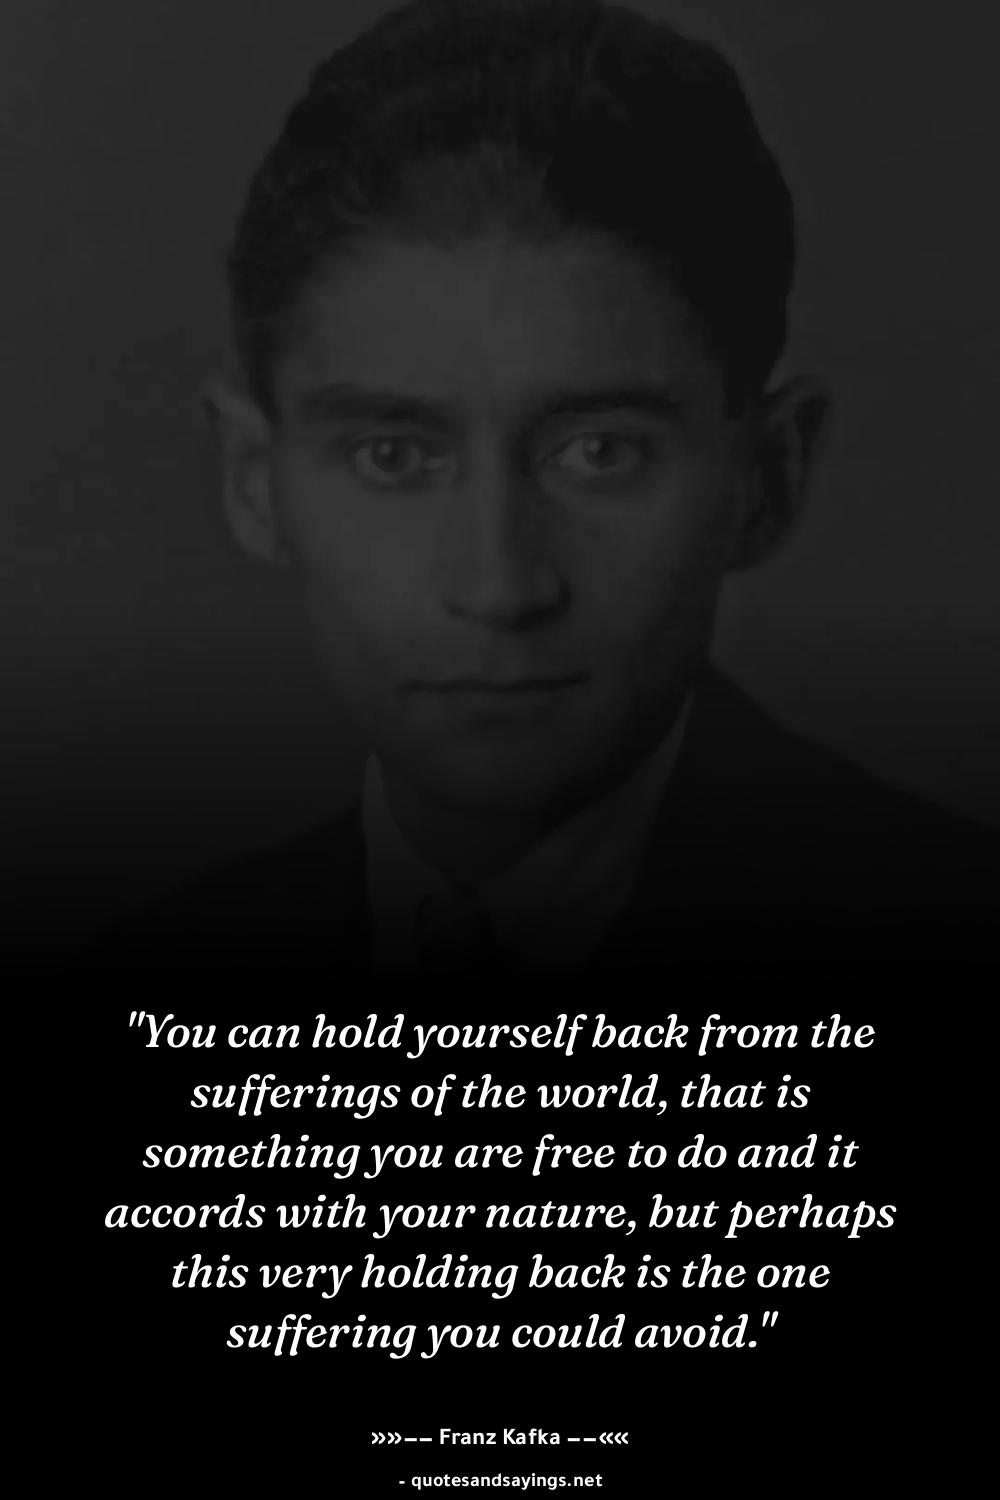 "You can hold yourself back from the
sufferings of the world, that is
something you are free to do and it
accords with your nature, but perhaps
this very holding back is the one
suffering you could avoid."
»»−− Franz Kafka −−««
- quotesandsayings.net